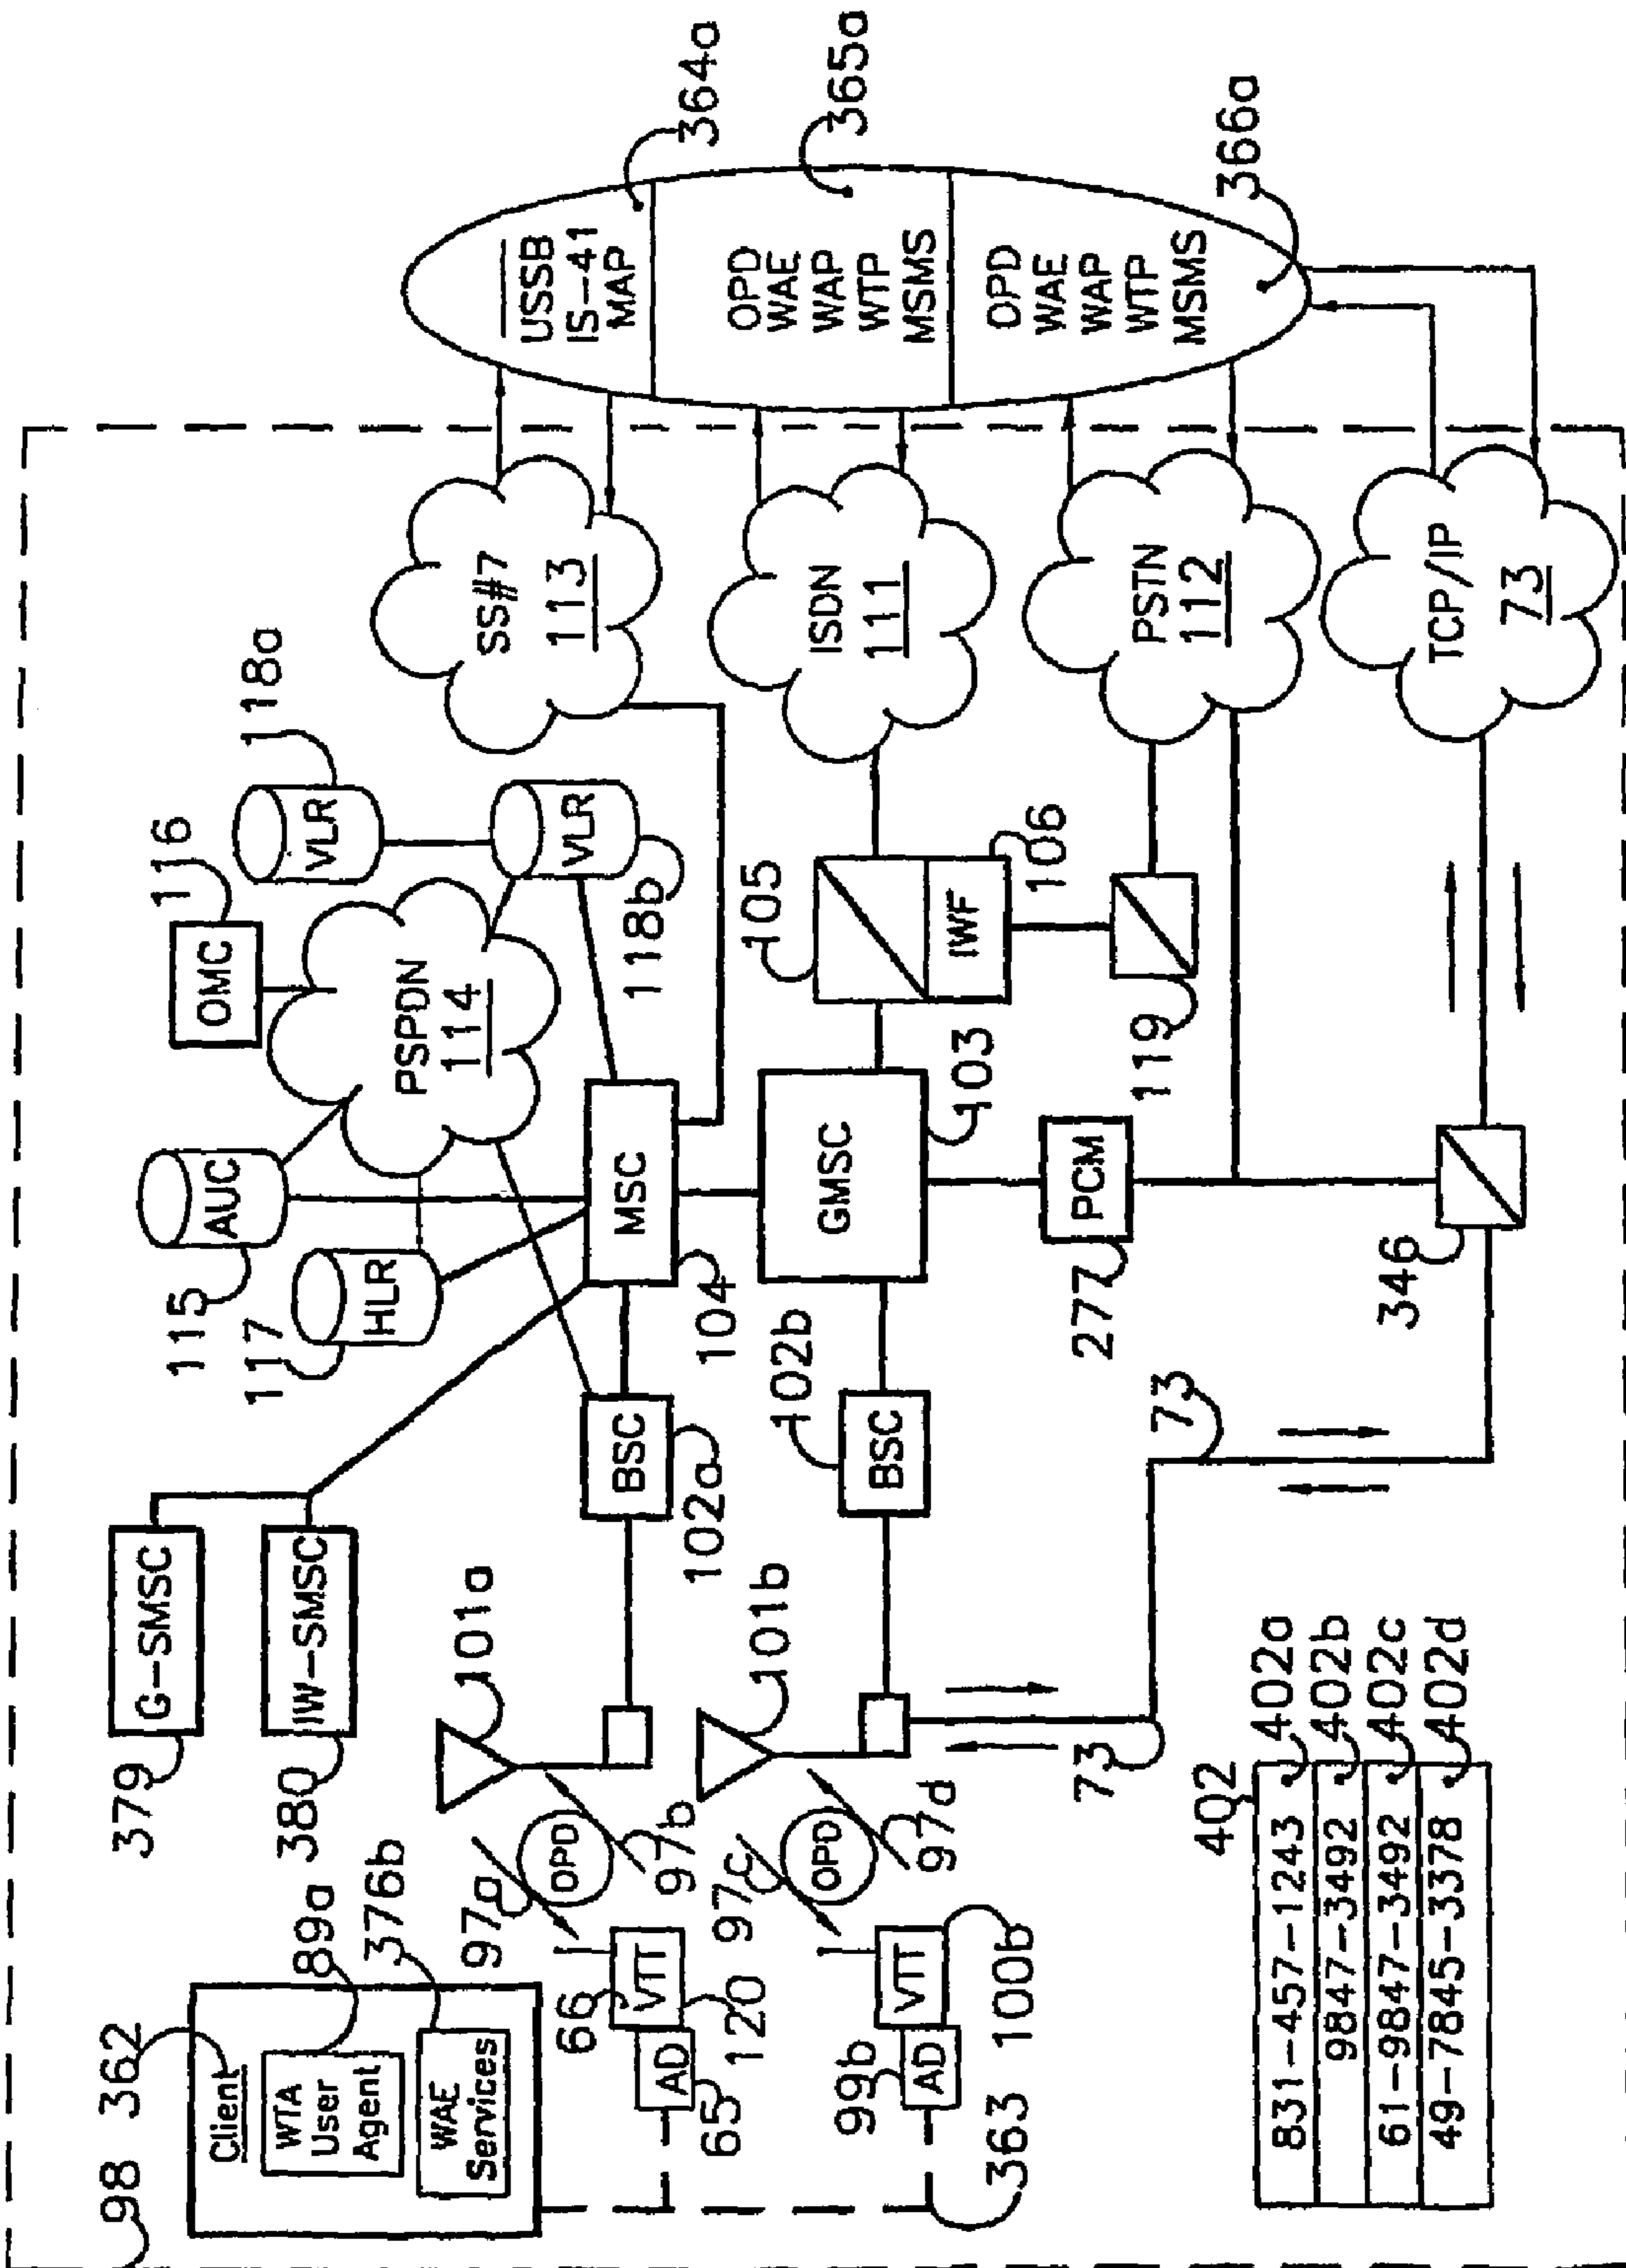 98
362
Client
WTA
User
Agent
WAE
Services
89a
376b
379
G-SMSC
380
IW-SMSC
115
AUC
117
HLR
116
OMC
118a
VLR
PSPDN
114
VLR
118b
SS#7
113
USSB
IS-41
MAP
364a
97a
OPD
97b
101a
66
VTT
120
AD
65
BSC
102a
MSC
104
105
IWF
106
ISDN
111
OPD
WAE
WAP
WTP
MSMS
365a
97c
OPD
97d
101b
99b
AD
VTT
100b
363
BSC
102b
GMSC
103
PCM
277
119
PSTN
112
OPD
WAE
WAP
WTP
MSMS
366a
73
73
346
TCP/IP
73
402
831-457-1243 402a
9847-3492 402b
61-9847-3492 402c
49-7845-3378 402d